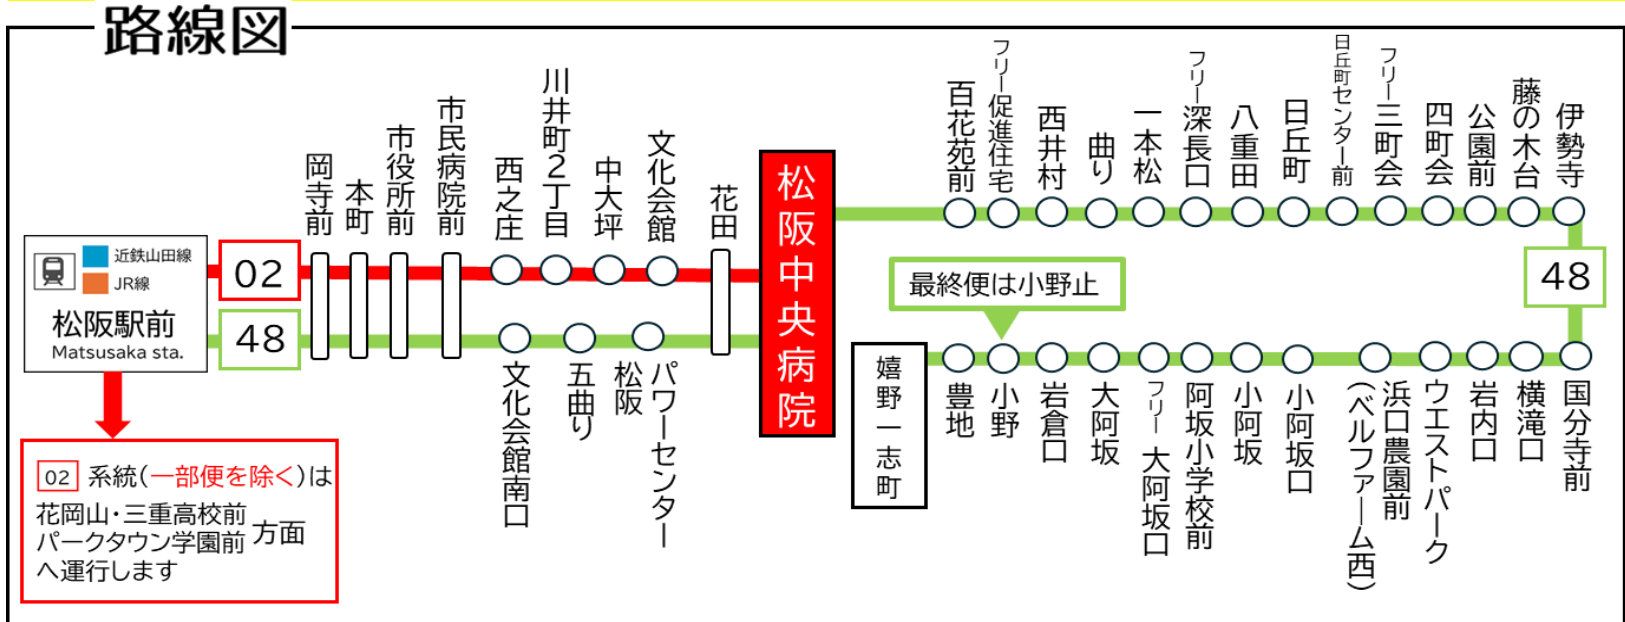 路線図
近鉄山田線
JR線
松阪駅前
Matsusaka sta.
02
48
岡寺前
本町
市役所前
市民病院前
西之庄
川井町2丁目
中大坪
文化会館
花田
文化会館南口
五曲り
松阪
パワーセンター
松阪中央病院
百花苑前
フリー促進住宅
西井村
曲り
一本松
フリー深長口
八重田
日丘町
日丘町センター前
フリー三町会
四町会
公園前
藤の木台
伊勢寺
48
最終便は小野止
嬉野一志町
豊地
小野
岩倉口
大阿坂
フリー 大阿坂口
阿坂小学校前
小阿坂
小阿坂口
浜口農園前
(ベルファーム西)
ウエストパーク
岩内口
横滝口
国分寺前
02 系統(一部便を除く)は
花岡山・三重高校前
パークタウン学園前 方面
へ運行します